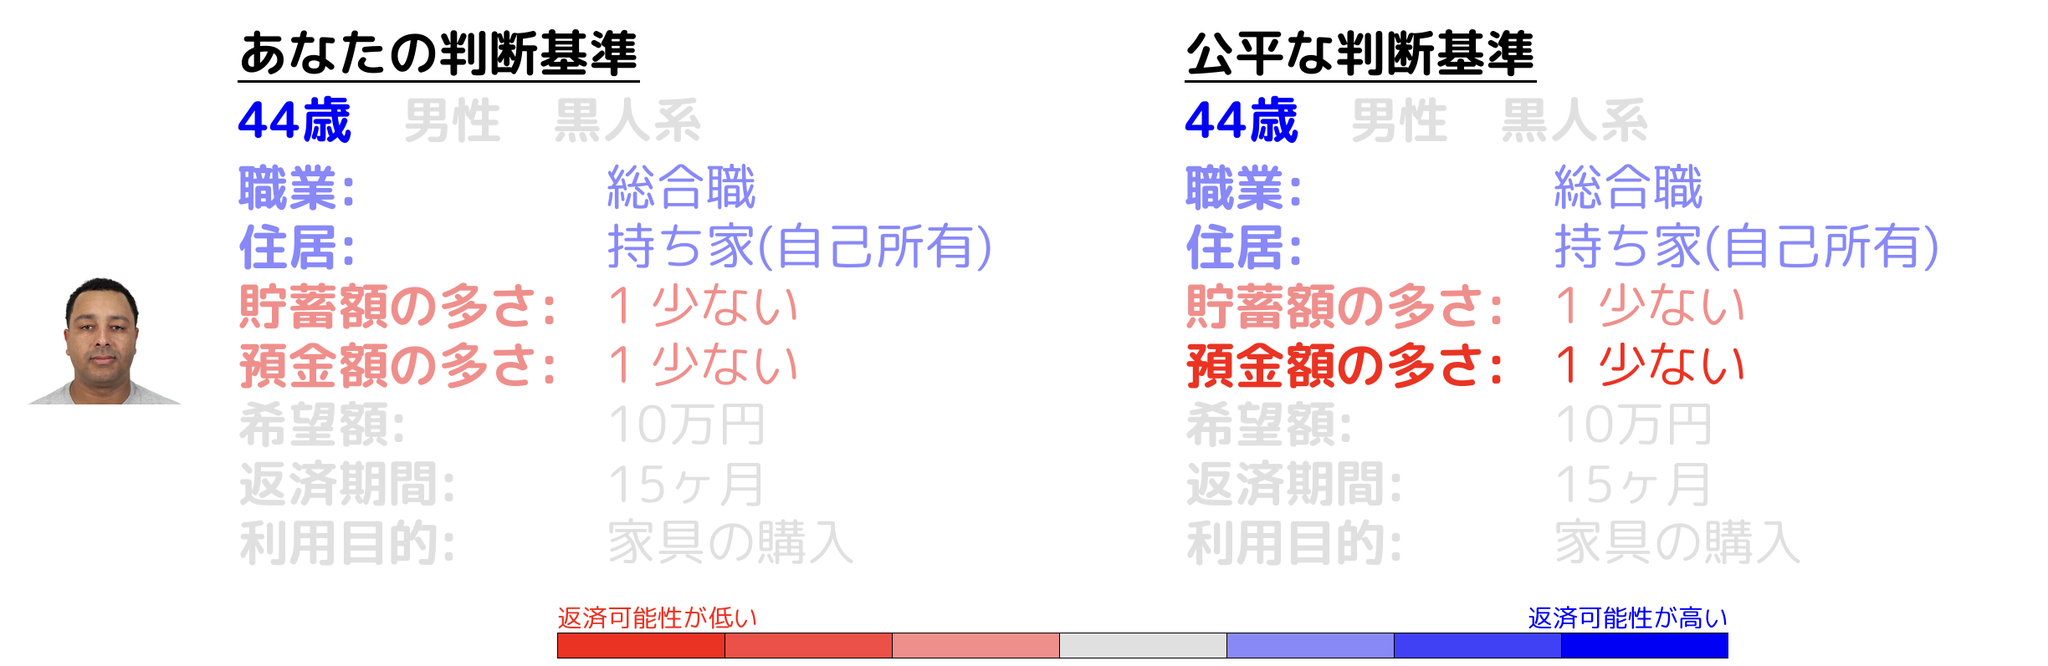 あなたの判断基準
44歳 男性 黒人系
職業: 総合職
住居: 持ち家(自己所有)
貯蓄額の多さ: 1 少ない
預金額の多さ: 1 少ない
希望額: 10万円
返済期間: 15ヶ月
利用目的: 家具の購入
公平な判断基準
44歳 男性 黒人系
職業: 総合職
住居: 持ち家(自己所有)
貯蓄額の多さ: 1 少ない
預金額の多さ: 1 少ない
希望額: 10万円
返済期間: 15ヶ月
利用目的: 家具の購入
返済可能性が低い
返済可能性が高い